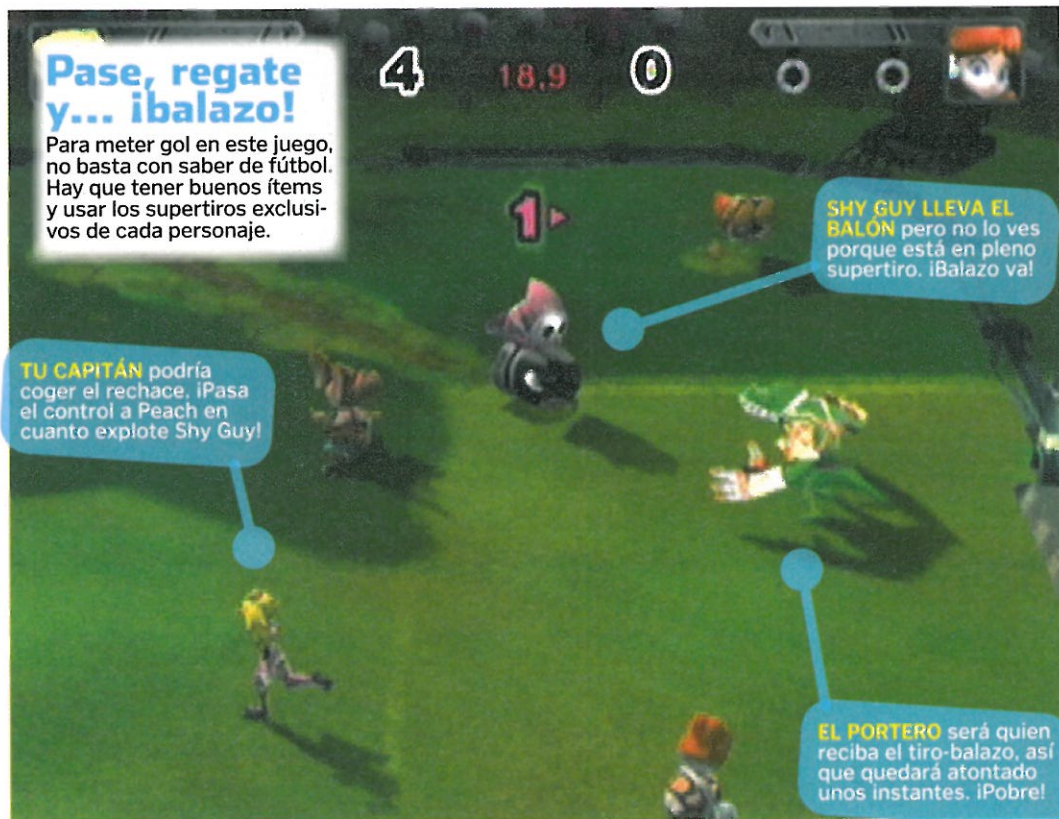 Pase, regate
y... ¡balazo!
Para meter gol en este juego,
no basta con saber de fútbol.
Hay que tener buenos ítems
y usar los supertiros exclusi-
vos de cada personaje.
4 18.9 0
1
SHY GUY LLEVA EL
BALÓN pero no lo ves
porque está en pleno
supertiro. ¡Balazo va!
TU CAPITÁN podría
coger el rechace. ¡Pasa
el control a Peach en
cuanto explote Shy Guy!
EL PORTERO será quien
reciba el tiro-balazo, así
que quedará atontado
unos instantes. ¡Pobre!